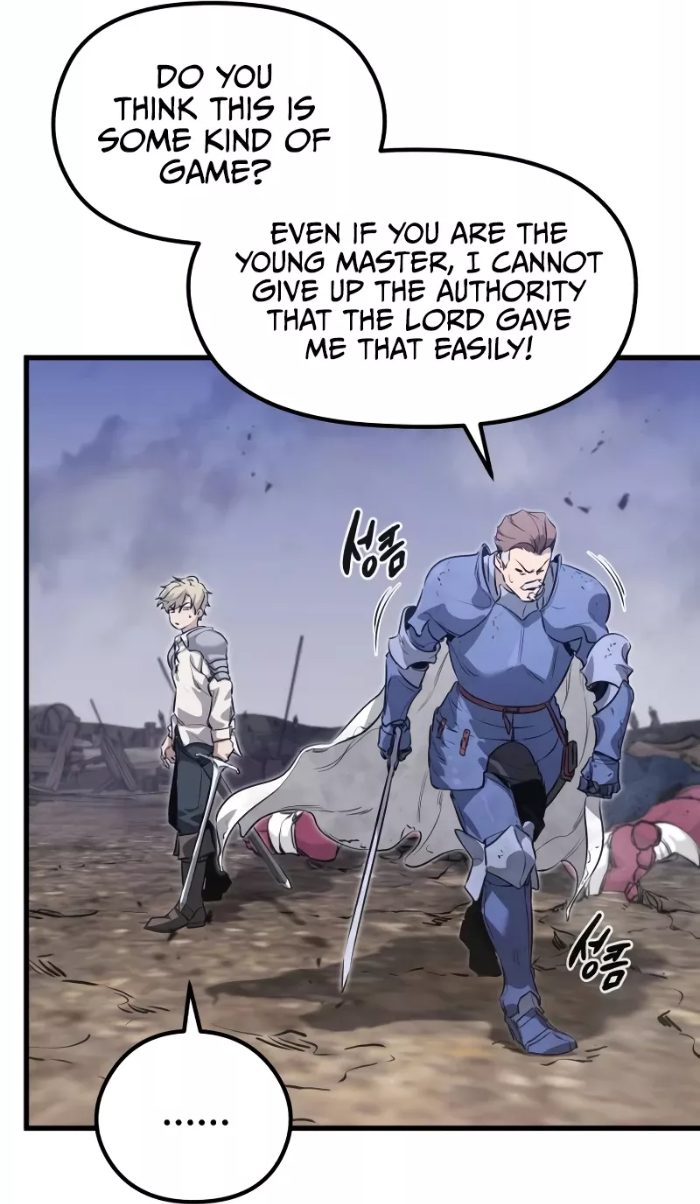 DO YOU
THINK THIS IS
SOME KIND OF
GAME?
EVEN IF YOU ARE THE
YOUNG MASTER, I CANNOT
GIVE UP THE AUTHORITY
THAT THE LORD GAVE
ME THAT EASILY!
성큼
성큼
......